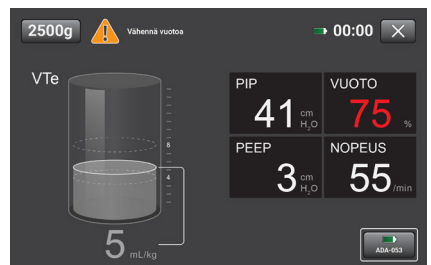 2500g
Vähennä vuotoa
00:00
VTe
8
4
5 mL/kg
PIP
41 cm H₂O
VUOTO
75 %
PEEP
3 cm H₂O
NOPEUS
55 /min
ADA-053